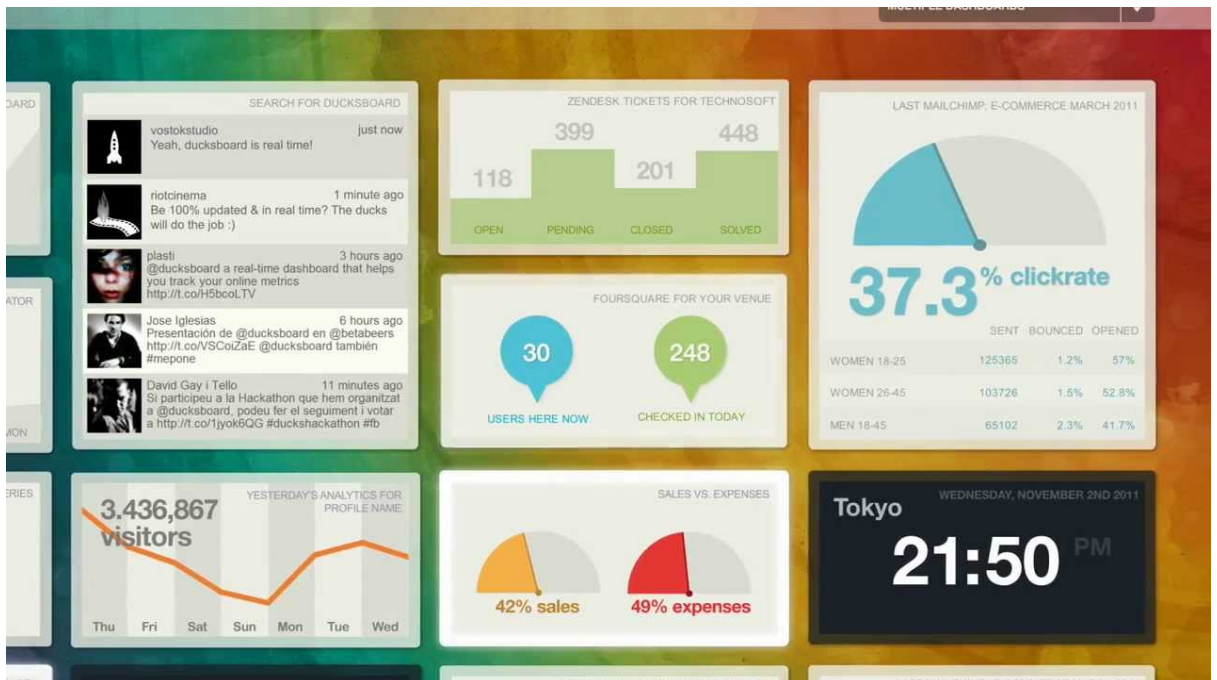 MULTIPLE DASHBOARDS
OARD
SEARCH FOR DUCKSBOARD
vostokstudio just now
Yeah, ducksboard is real time!
riotcinema 1 minute ago
Be 100% updated & in real time? The ducks
will do the job :)
plasti 3 hours ago
@ducksboard a real-time dashboard that helps
you track your online metrics
http://t.co/H5bcoLTV
Jose Iglesias 6 hours ago
Presentación de @ducksboard en @betabeers
http://t.co/VSCoiZaE @ducksboard también
#mepone
David Gay i Tello 11 minutes ago
Si participeu a la Hackathon que hem organitzat
a @ducksboard, podeu fer el seguiment i votar
a http://t.co/1jyok6QG #duckshackathon #fb
ZENDESK TICKETS FOR TECHNOSOFT
118 399 201 448
OPEN PENDING CLOSED SOLVED
LAST MAILCHIMP: E-COMMERCE MARCH 2011
37.3% clickrate
SENT BOUNCED OPENED
WOMEN 18-25 125365 1.2% 57%
WOMEN 26-45 103726 1.5% 52.8%
MEN 18-45 65102 2.3% 41.7%
ATOR
MON
FOURSQUARE FOR YOUR VENUE
30 248
USERS HERE NOW CHECKED IN TODAY
ERIES
YESTERDAY'S ANALYTICS FOR
PROFILE NAME
3.436,867
visitors
Thu Fri Sat Sun Mon Tue Wed
SALES VS. EXPENSES
42% sales 49% expenses
WEDNESDAY, NOVEMBER 2ND 2011
Tokyo
21:50 PM